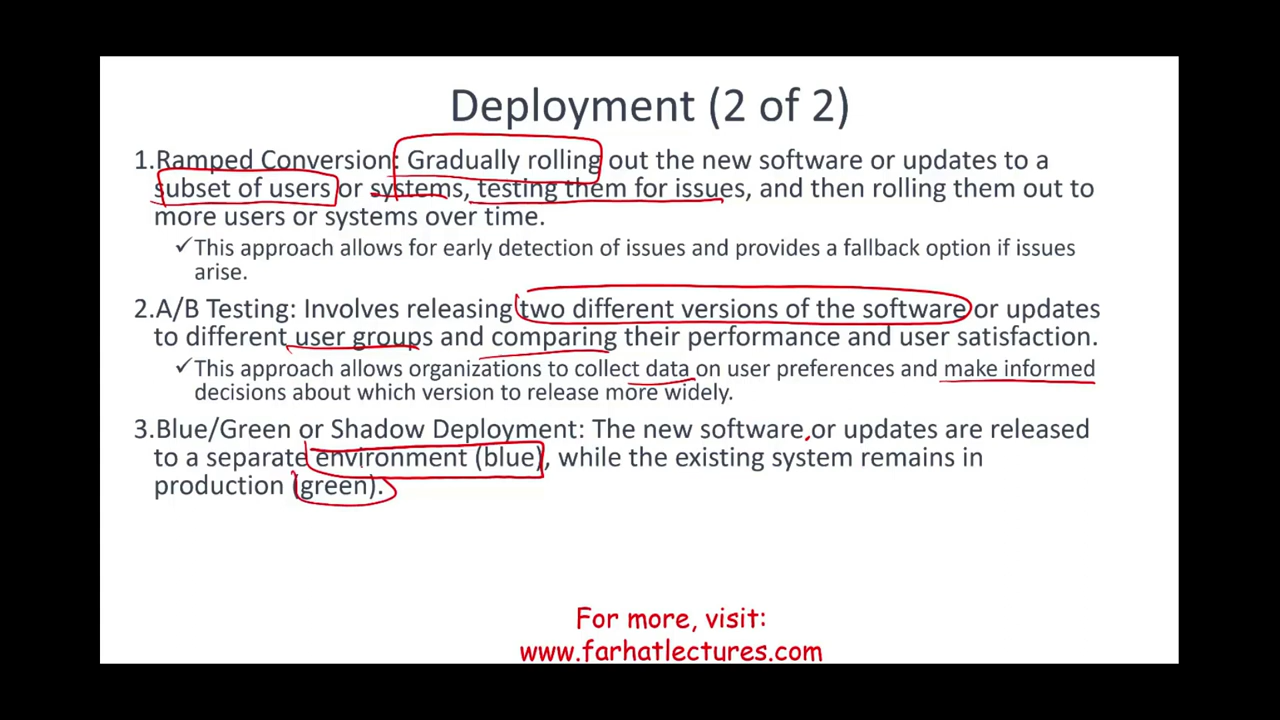 Deployment (2 of 2)
1.Ramped Conversion: Gradually rolling out the new software or updates to a
subset of users or systems, testing them for issues, and then rolling them out to
more users or systems over time.
✓This approach allows for early detection of issues and provides a fallback option if issues
arise.
2.A/B Testing: Involves releasing two different versions of the software or updates
to different user groups and comparing their performance and user satisfaction.
✓This approach allows organizations to collect data on user preferences and make informed
decisions about which version to release more widely.
3.Blue/Green or Shadow Deployment: The new software or updates are released
to a separate environment (blue), while the existing system remains in
production (green).
For more, visit:
www.farhatlectures.com